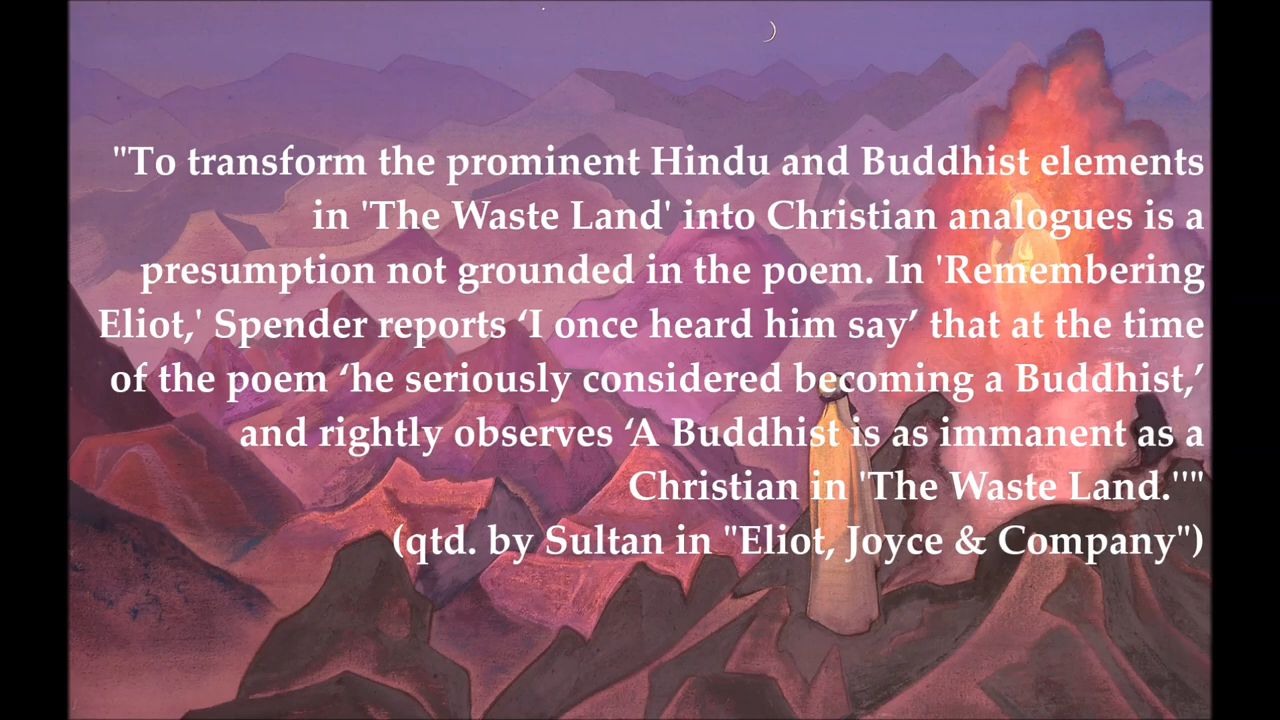 "To transform the prominent Hindu and Buddhist elements
in 'The Waste Land' into Christian analogues is a
presumption not grounded in the poem. In 'Remembering
Eliot,' Spender reports ‘I once heard him say’ that at the time
of the poem ‘he seriously considered becoming a Buddhist,’
and rightly observes ‘A Buddhist is as immanent as a
Christian in 'The Waste Land.''"
(qtd. by Sultan in "Eliot, Joyce & Company")